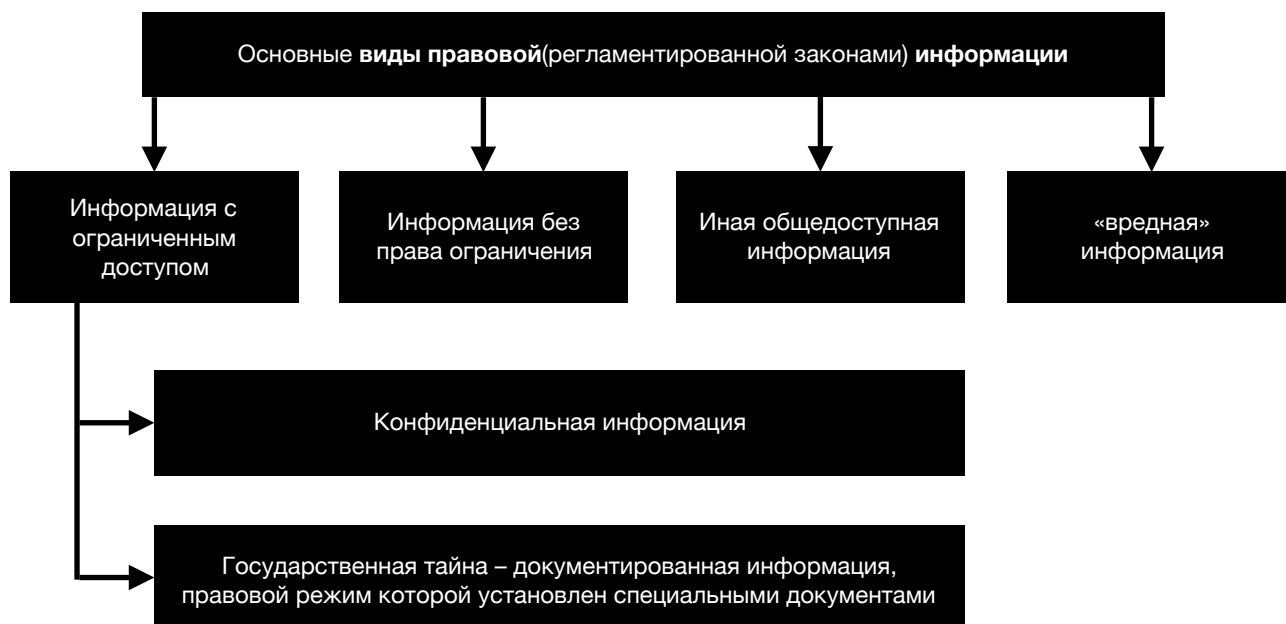 Основные виды правовой(регламентированной законами) информации
Информация с
ограниченным
доступом
Информация без
права ограничения
Иная общедоступная
информация
«вредная»
информация
Конфиденциальная информация
Государственная тайна – документированная информация,
правовой режим которой установлен специальными документами